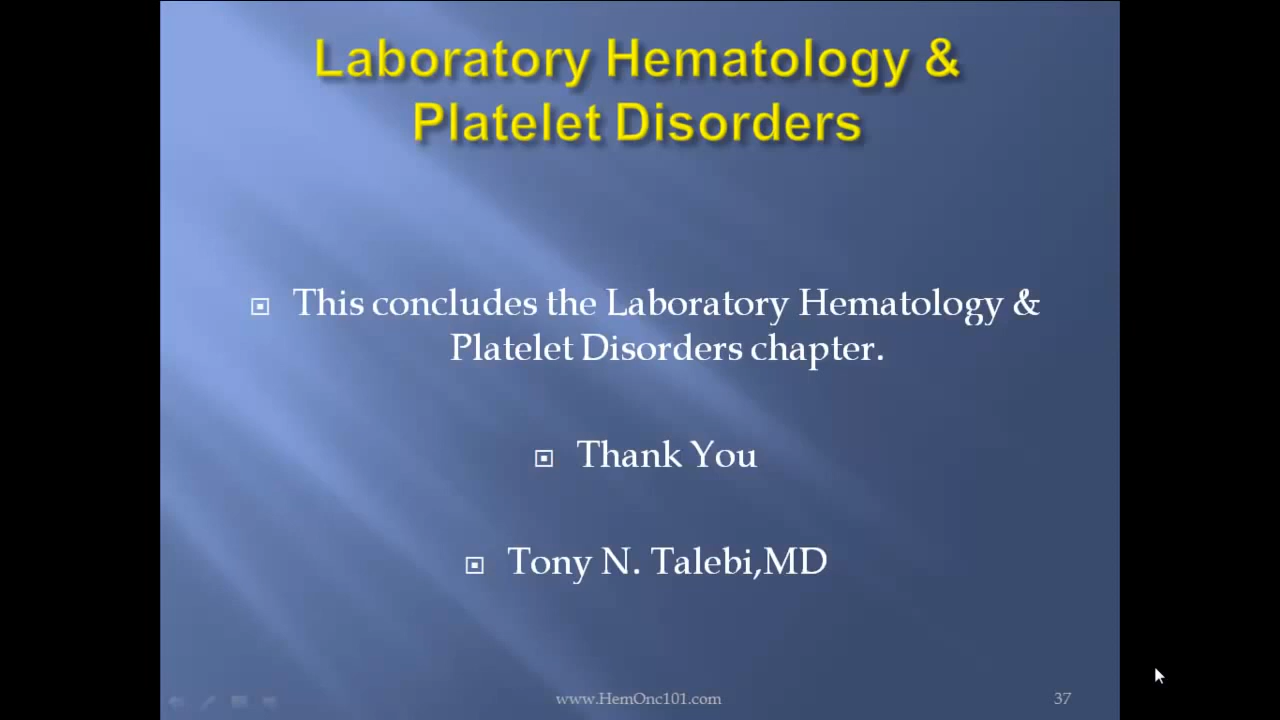 Laboratory Hematology &
Platelet Disorders
This concludes the Laboratory Hematology &
Platelet Disorders chapter.
Thank You
Tony N. Talebi,MD
www.HemOnc101.com
37